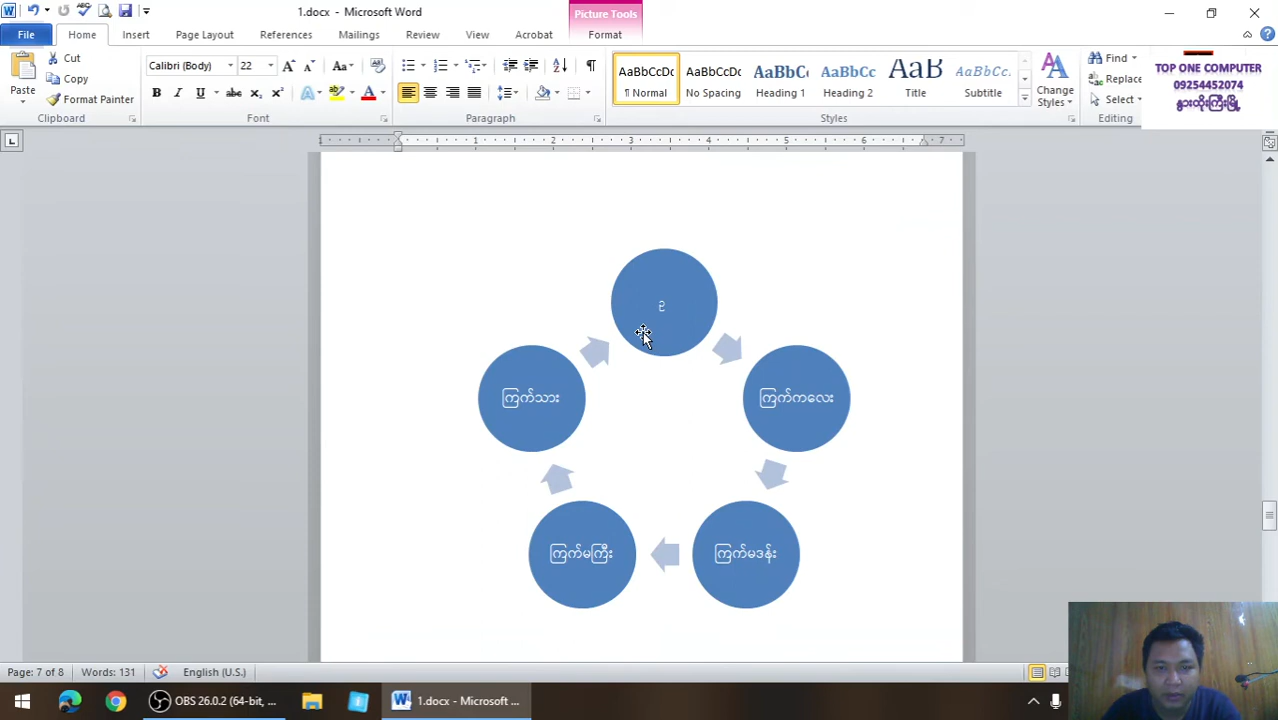 1.docx - Microsoft Word
Picture Tools
File
Home
Insert
Page Layout
References
Mailings
Review
View
Acrobat
Format
Paste
Cut
Copy
Format Painter
Clipboard
Calibri (Body)
22
Font
Paragraph
AaBbCcDc
¶ Normal
AaBbCcDc
No Spacing
AaBbCc
Heading 1
AaBbCc
Heading 2
AaB
Title
AaBbCc.
Subtitle
Change
Styles
Styles
Find
Replace
Select
Editing
TOP ONE COMPUTER
09254452074
နွားထိုးကြီးမြို့
ဥ
ကြက်သား
ကြက်ကလေး
ကြက်မကြီး
ကြက်မဒန်း
Page: 7 of 8
Words: 131
English (U.S.)
OBS 26.0.2 (64-bit, ...
1.docx - Microsoft ...